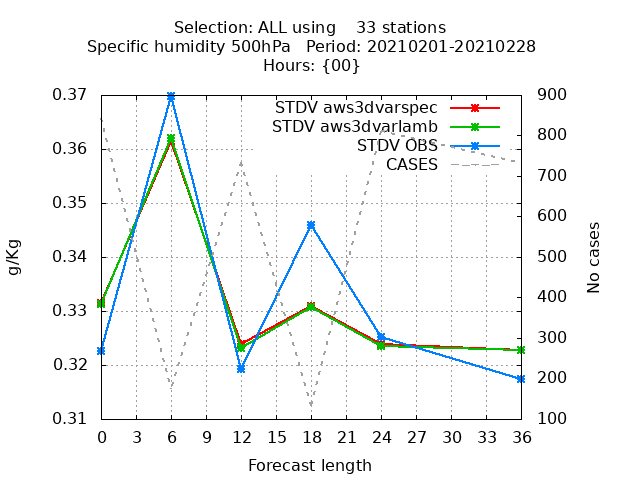 Selection: ALL using    33 stations
Specific humidity 500hPa   Period: 20210201-20210228
Hours: {00}
STDV aws3dvarspec
STDV aws3dvarlamb
STDV OBS
CASES
0.37
0.36
0.35
0.34
0.33
0.32
0.31
g/Kg
900
800
700
600
500
400
300
200
100
No cases
0 3 6 9 12 15 18 21 24 27 30 33 36
Forecast length